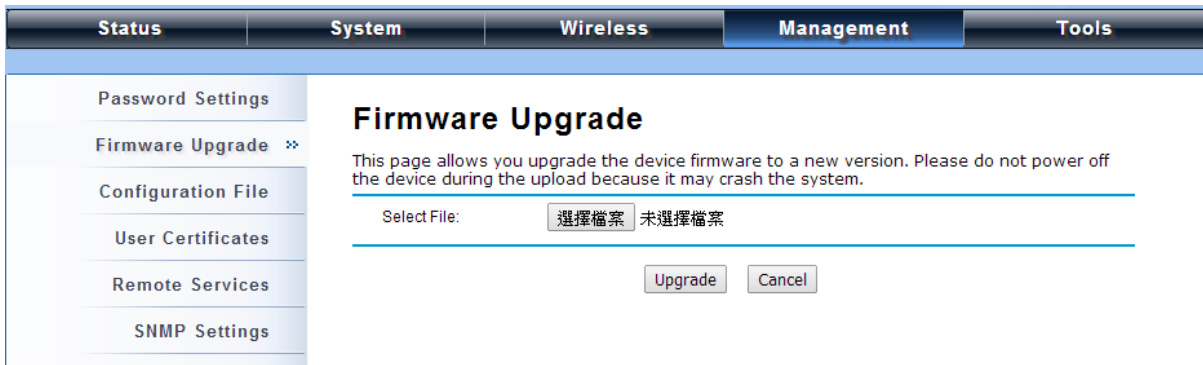 Status System Wireless Management Tools
Password Settings
Firmware Upgrade »
Configuration File
User Certificates
Remote Services
SNMP Settings
Firmware Upgrade
This page allows you upgrade the device firmware to a new version. Please do not power off
the device during the upload because it may crash the system.
Select File: 選擇檔案 未選擇檔案
Upgrade Cancel